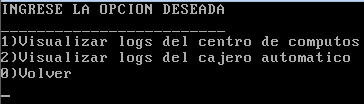 INGRESE LA OPCION DESEADA
__________________________
1)Visualizar logs del centro de computos
2)Visualizar logs del cajero automatico
0)Volver
_